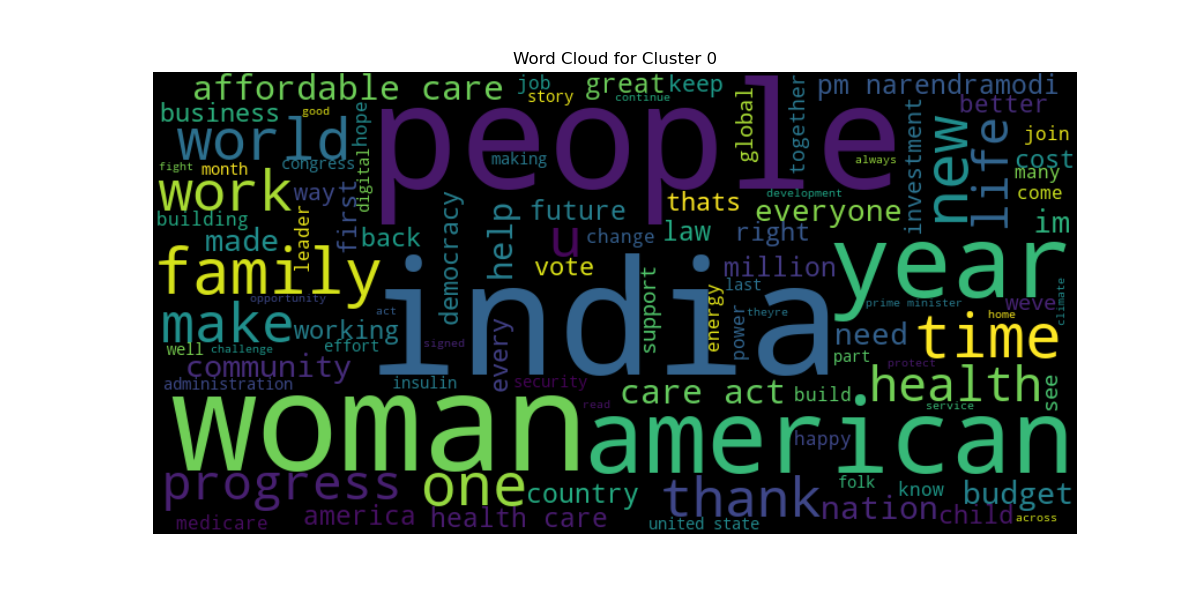 Word Cloud for Cluster 0
affordable care
job
great
keep
pm narendramodi
story
continue
business
good
hope
people
global
together
better
world
investment
new
life
join
congress
digital
making
always
cost
fight
month
many
work
way
first
development
come
thats
building
leader
democracy
help
future
everyone
im
made
back
u
change
law
right
family
vote
million
year
india
support
energy
last
opportunity
prime minister
weve
climate
make
working
act
power
theyre
home
need
time
effort
every
signed
well
challenge
part
community
protect
administration
insulin
security
care act
build
health
see
woman
read
service
american
happy
progress
one
country
thank
folk
know
budget
nation
child
medicare
america
health care
united state
across